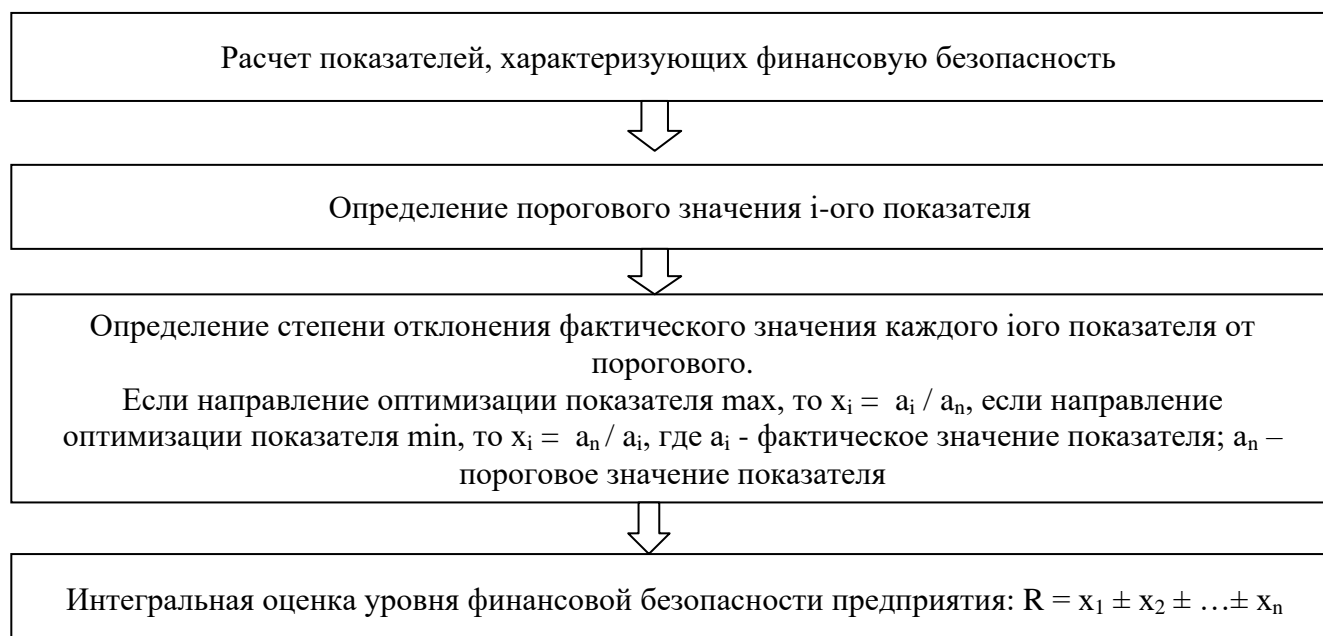 Расчет показателей, характеризующих финансовую безопасность
Определение порогового значения i-ого показателя
Определение степени отклонения фактического значения каждого iого показателя от
порогового.
Если направление оптимизации показателя max, то xᵢ = aᵢ / aₙ, если направление
оптимизации показателя min, то xᵢ = aₙ / aᵢ, где aᵢ - фактическое значение показателя; aₙ –
пороговое значение показателя
Интегральная оценка уровня финансовой безопасности предприятия: R = x₁ ± x₂ ± …± xₙ